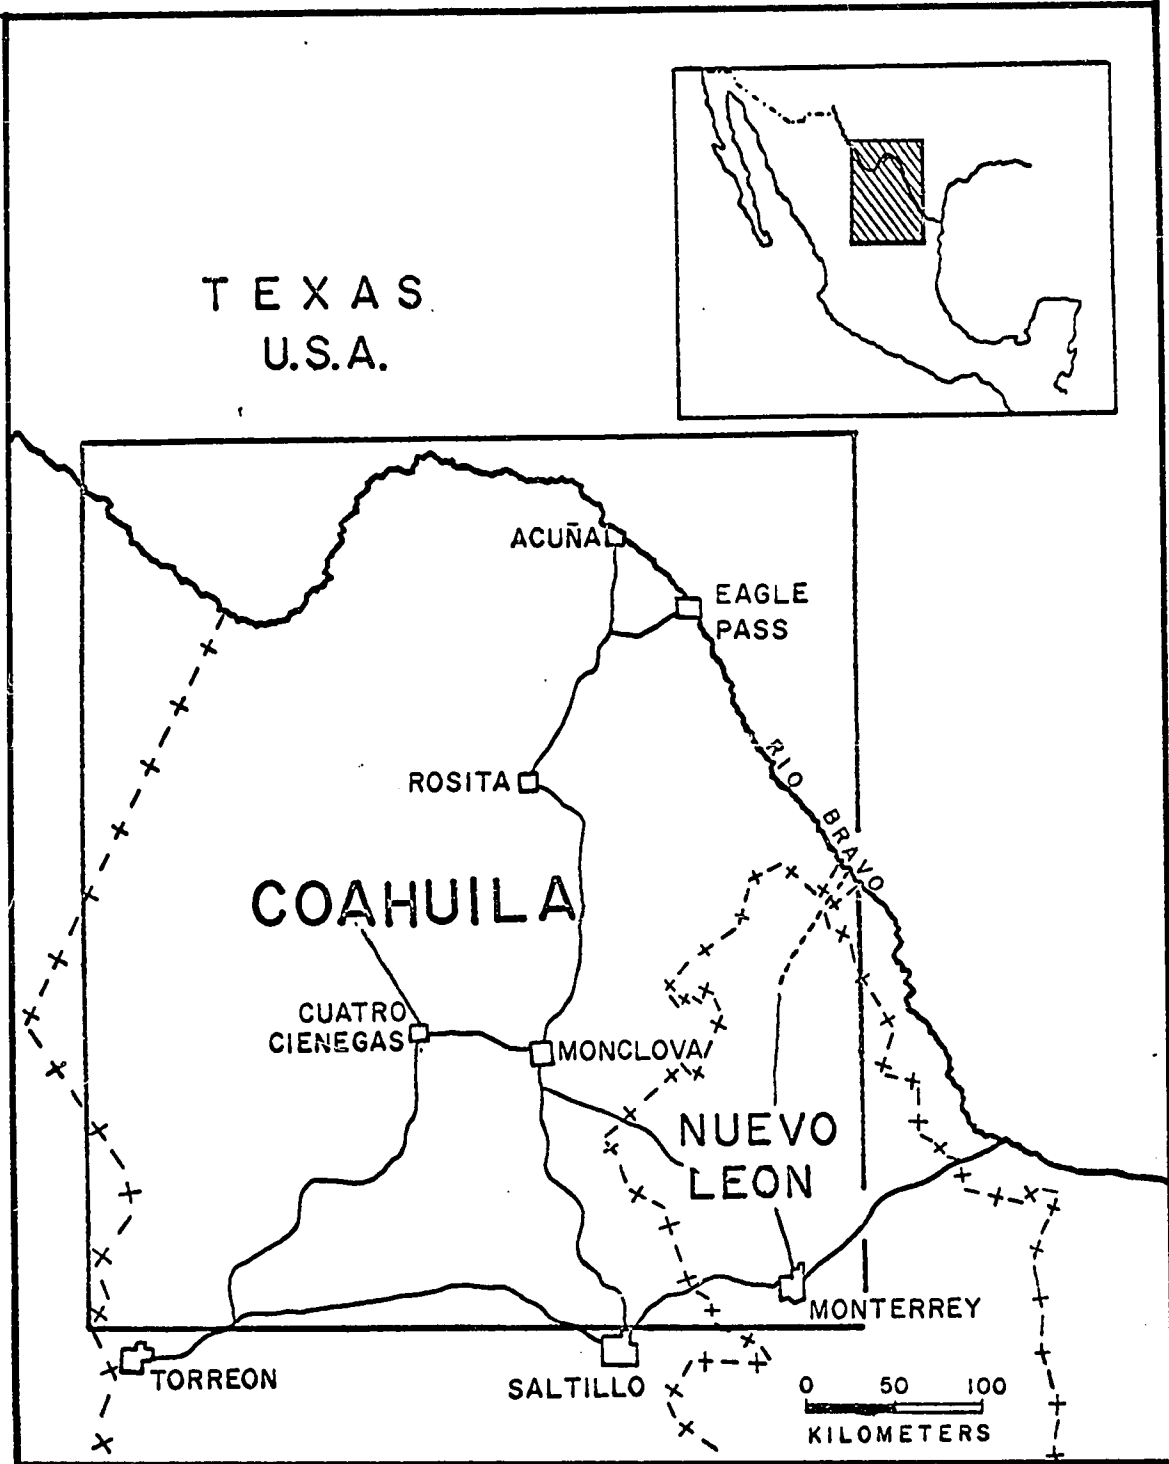 TEXAS
U.S.A.
ACUÑA
EAGLE
PASS
RIO BRAVO
ROSITA
COAHUILA
CUATRO
CIENEGAS
MONCLOVA
NUEVO
LEON
MONTERREY
TORREON
SALTILLO
0 50 100
KILOMETERS